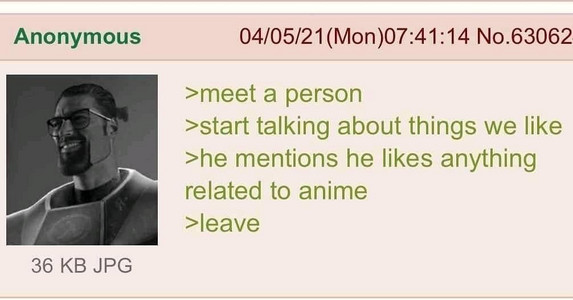 Anonymous 04/05/21(Mon)07:41:14 No.63062
>meet a person
>start talking about things we like
>he mentions he likes anything
related to anime
>leave
36 KB JPG